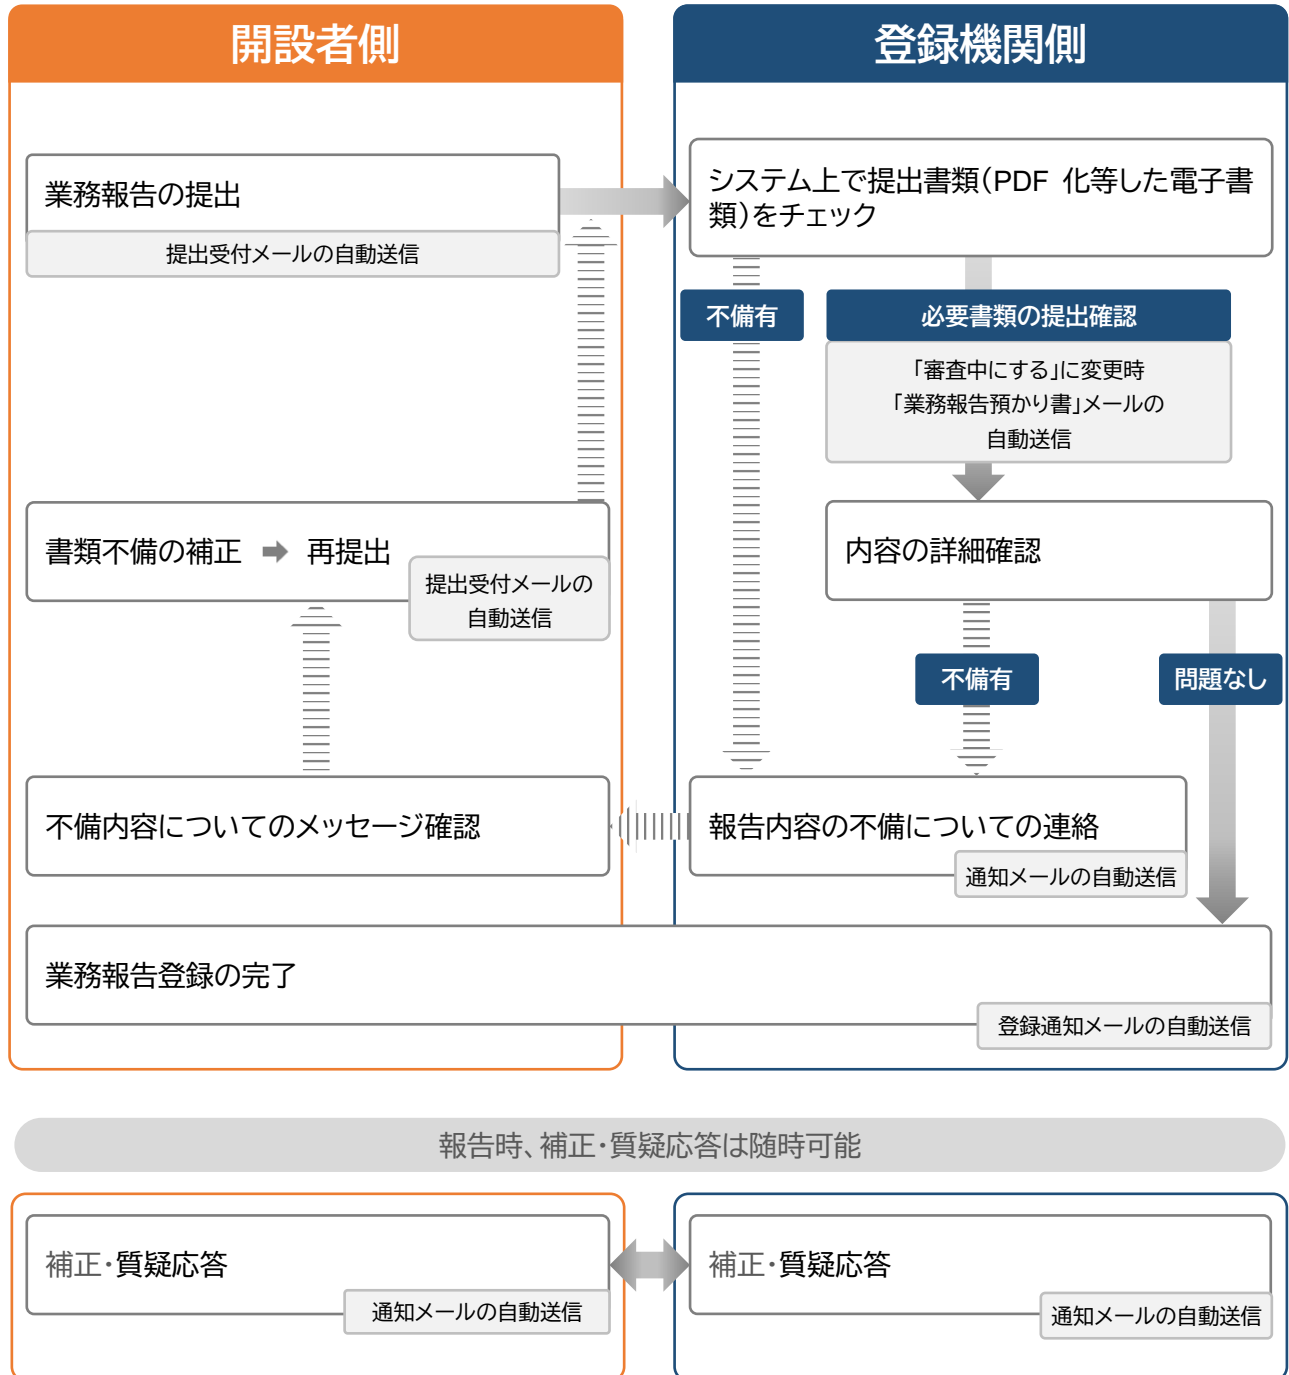 開設者側
登録機関側
業務報告の提出
提出受付メールの自動送信
システム上で提出書類（PDF 化等した電子書
類）をチェック
不備有
必要書類の提出確認
「審査中にする」に変更時
「業務報告預かり書」メールの
自動送信
書類不備の補正 ➡ 再提出
提出受付メールの
自動送信
内容の詳細確認
不備有
問題なし
不備内容についてのメッセージ確認
報告内容の不備についての連絡
通知メールの自動送信
業務報告登録の完了
登録通知メールの自動送信
報告時、補正・質疑応答は随時可能
補正・質疑応答
通知メールの自動送信
補正・質疑応答
通知メールの自動送信